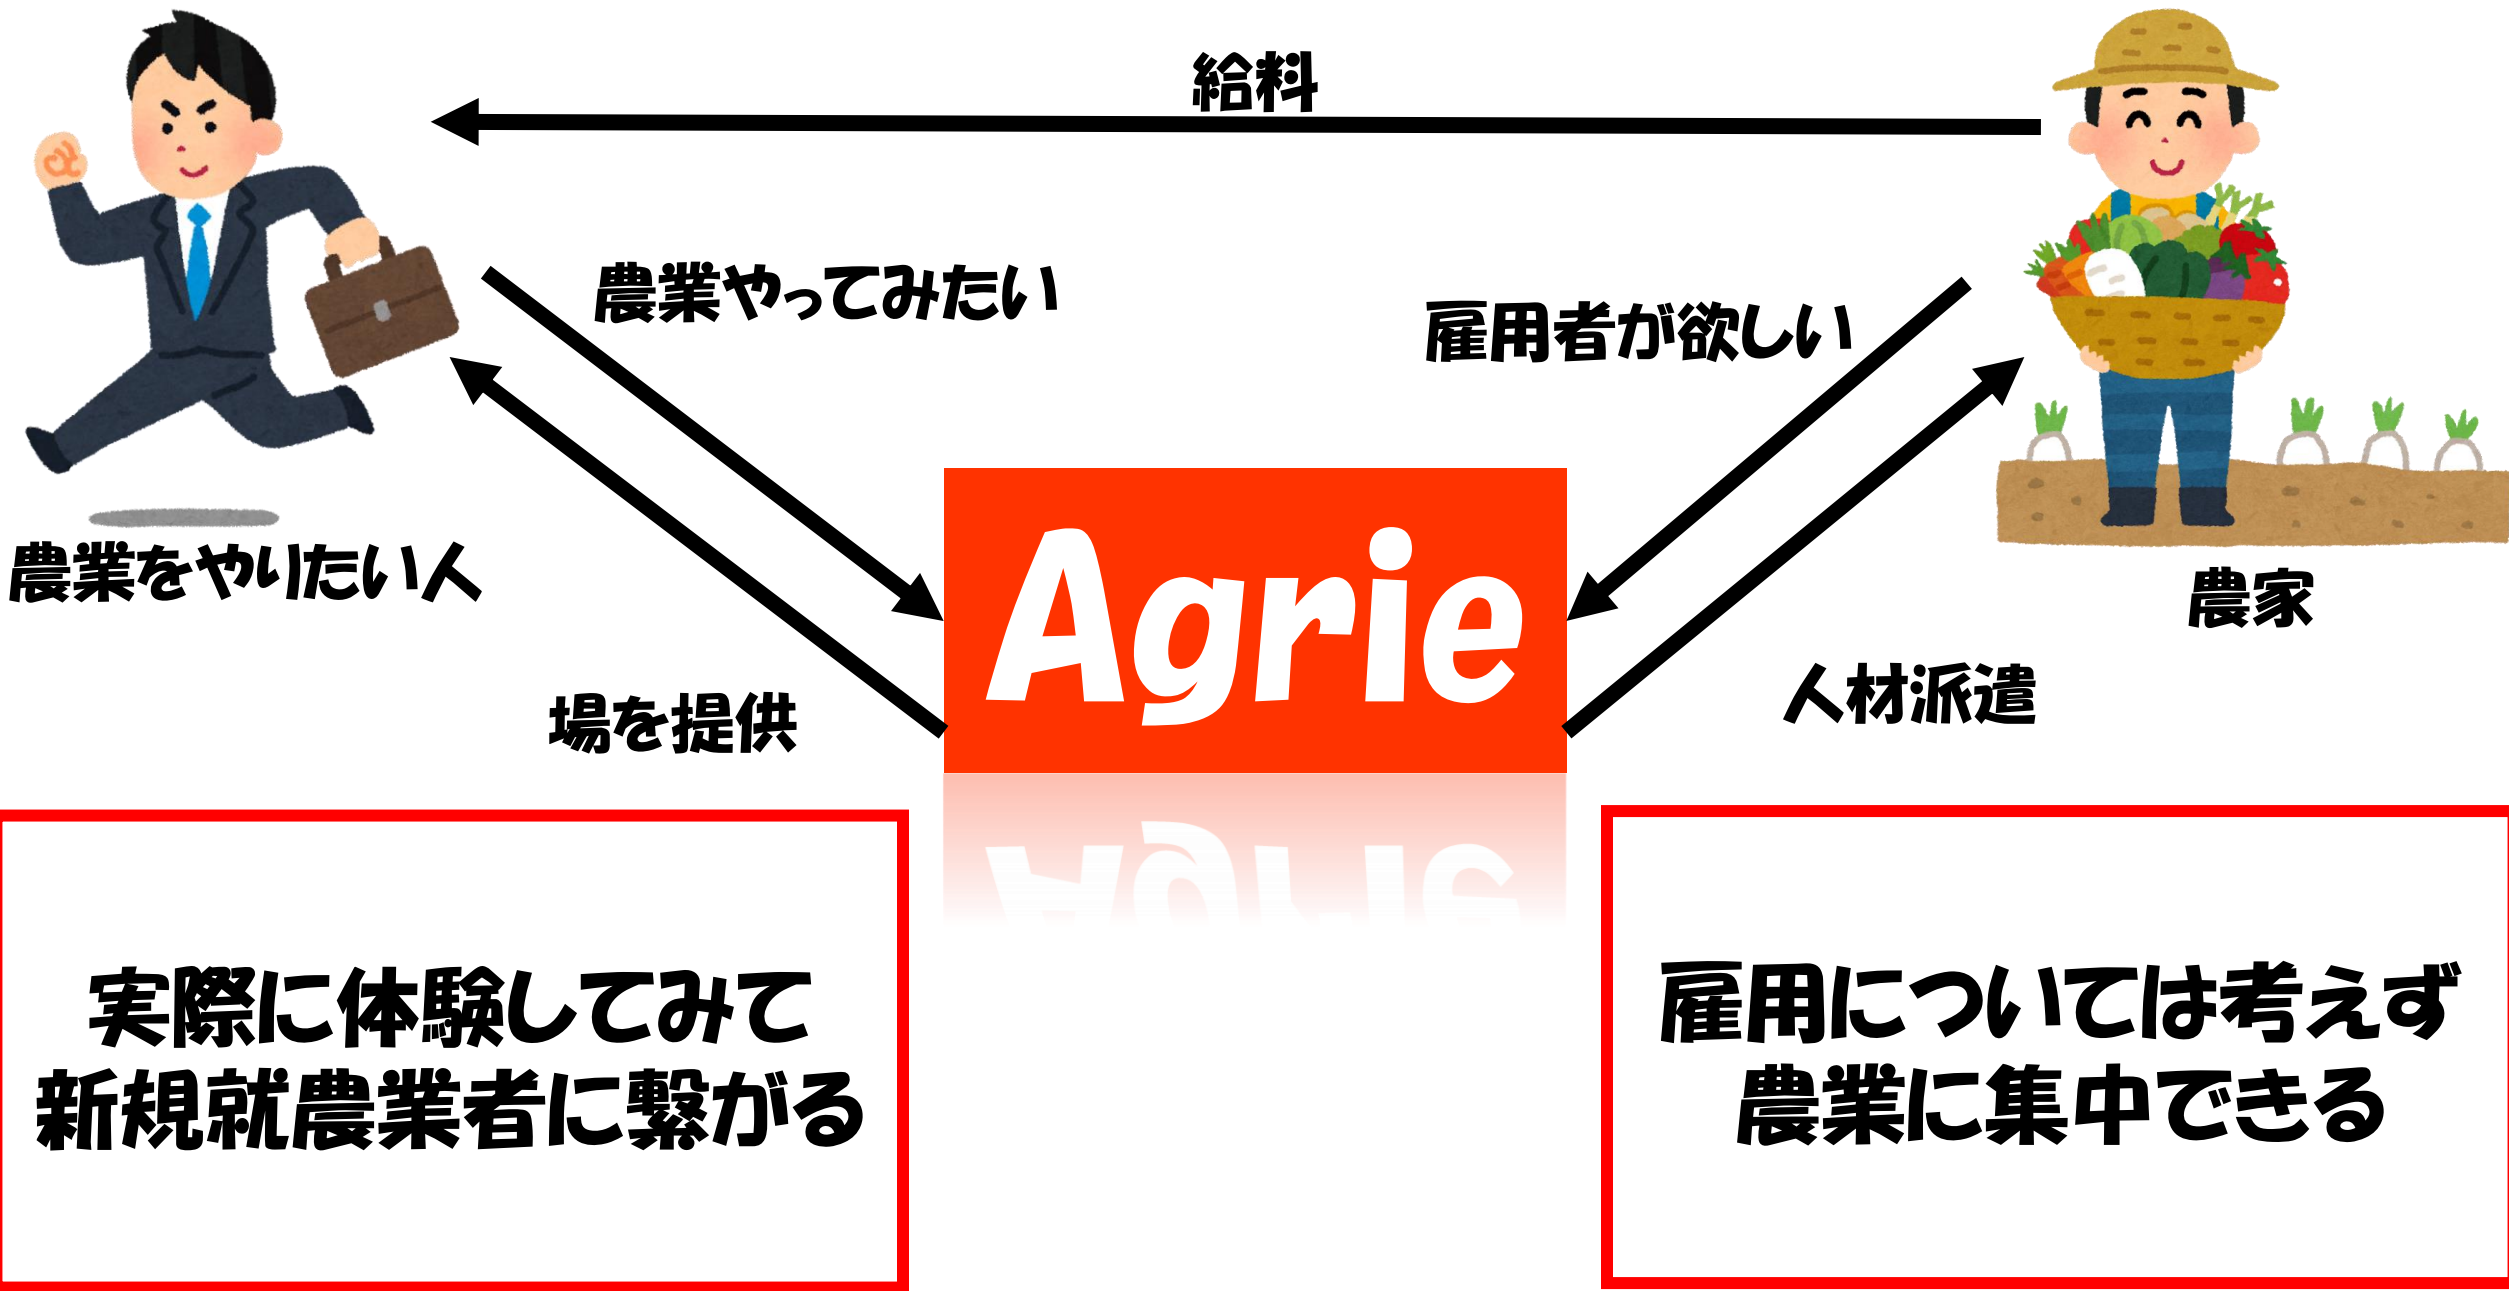 給料
農業やってみたい
雇用者が欲しい
Agrie
農業をやりたい人
農家
場を提供
人材派遣
実際に体験してみて
新規就農業者に繋がる
雇用については考えず
農業に集中できる